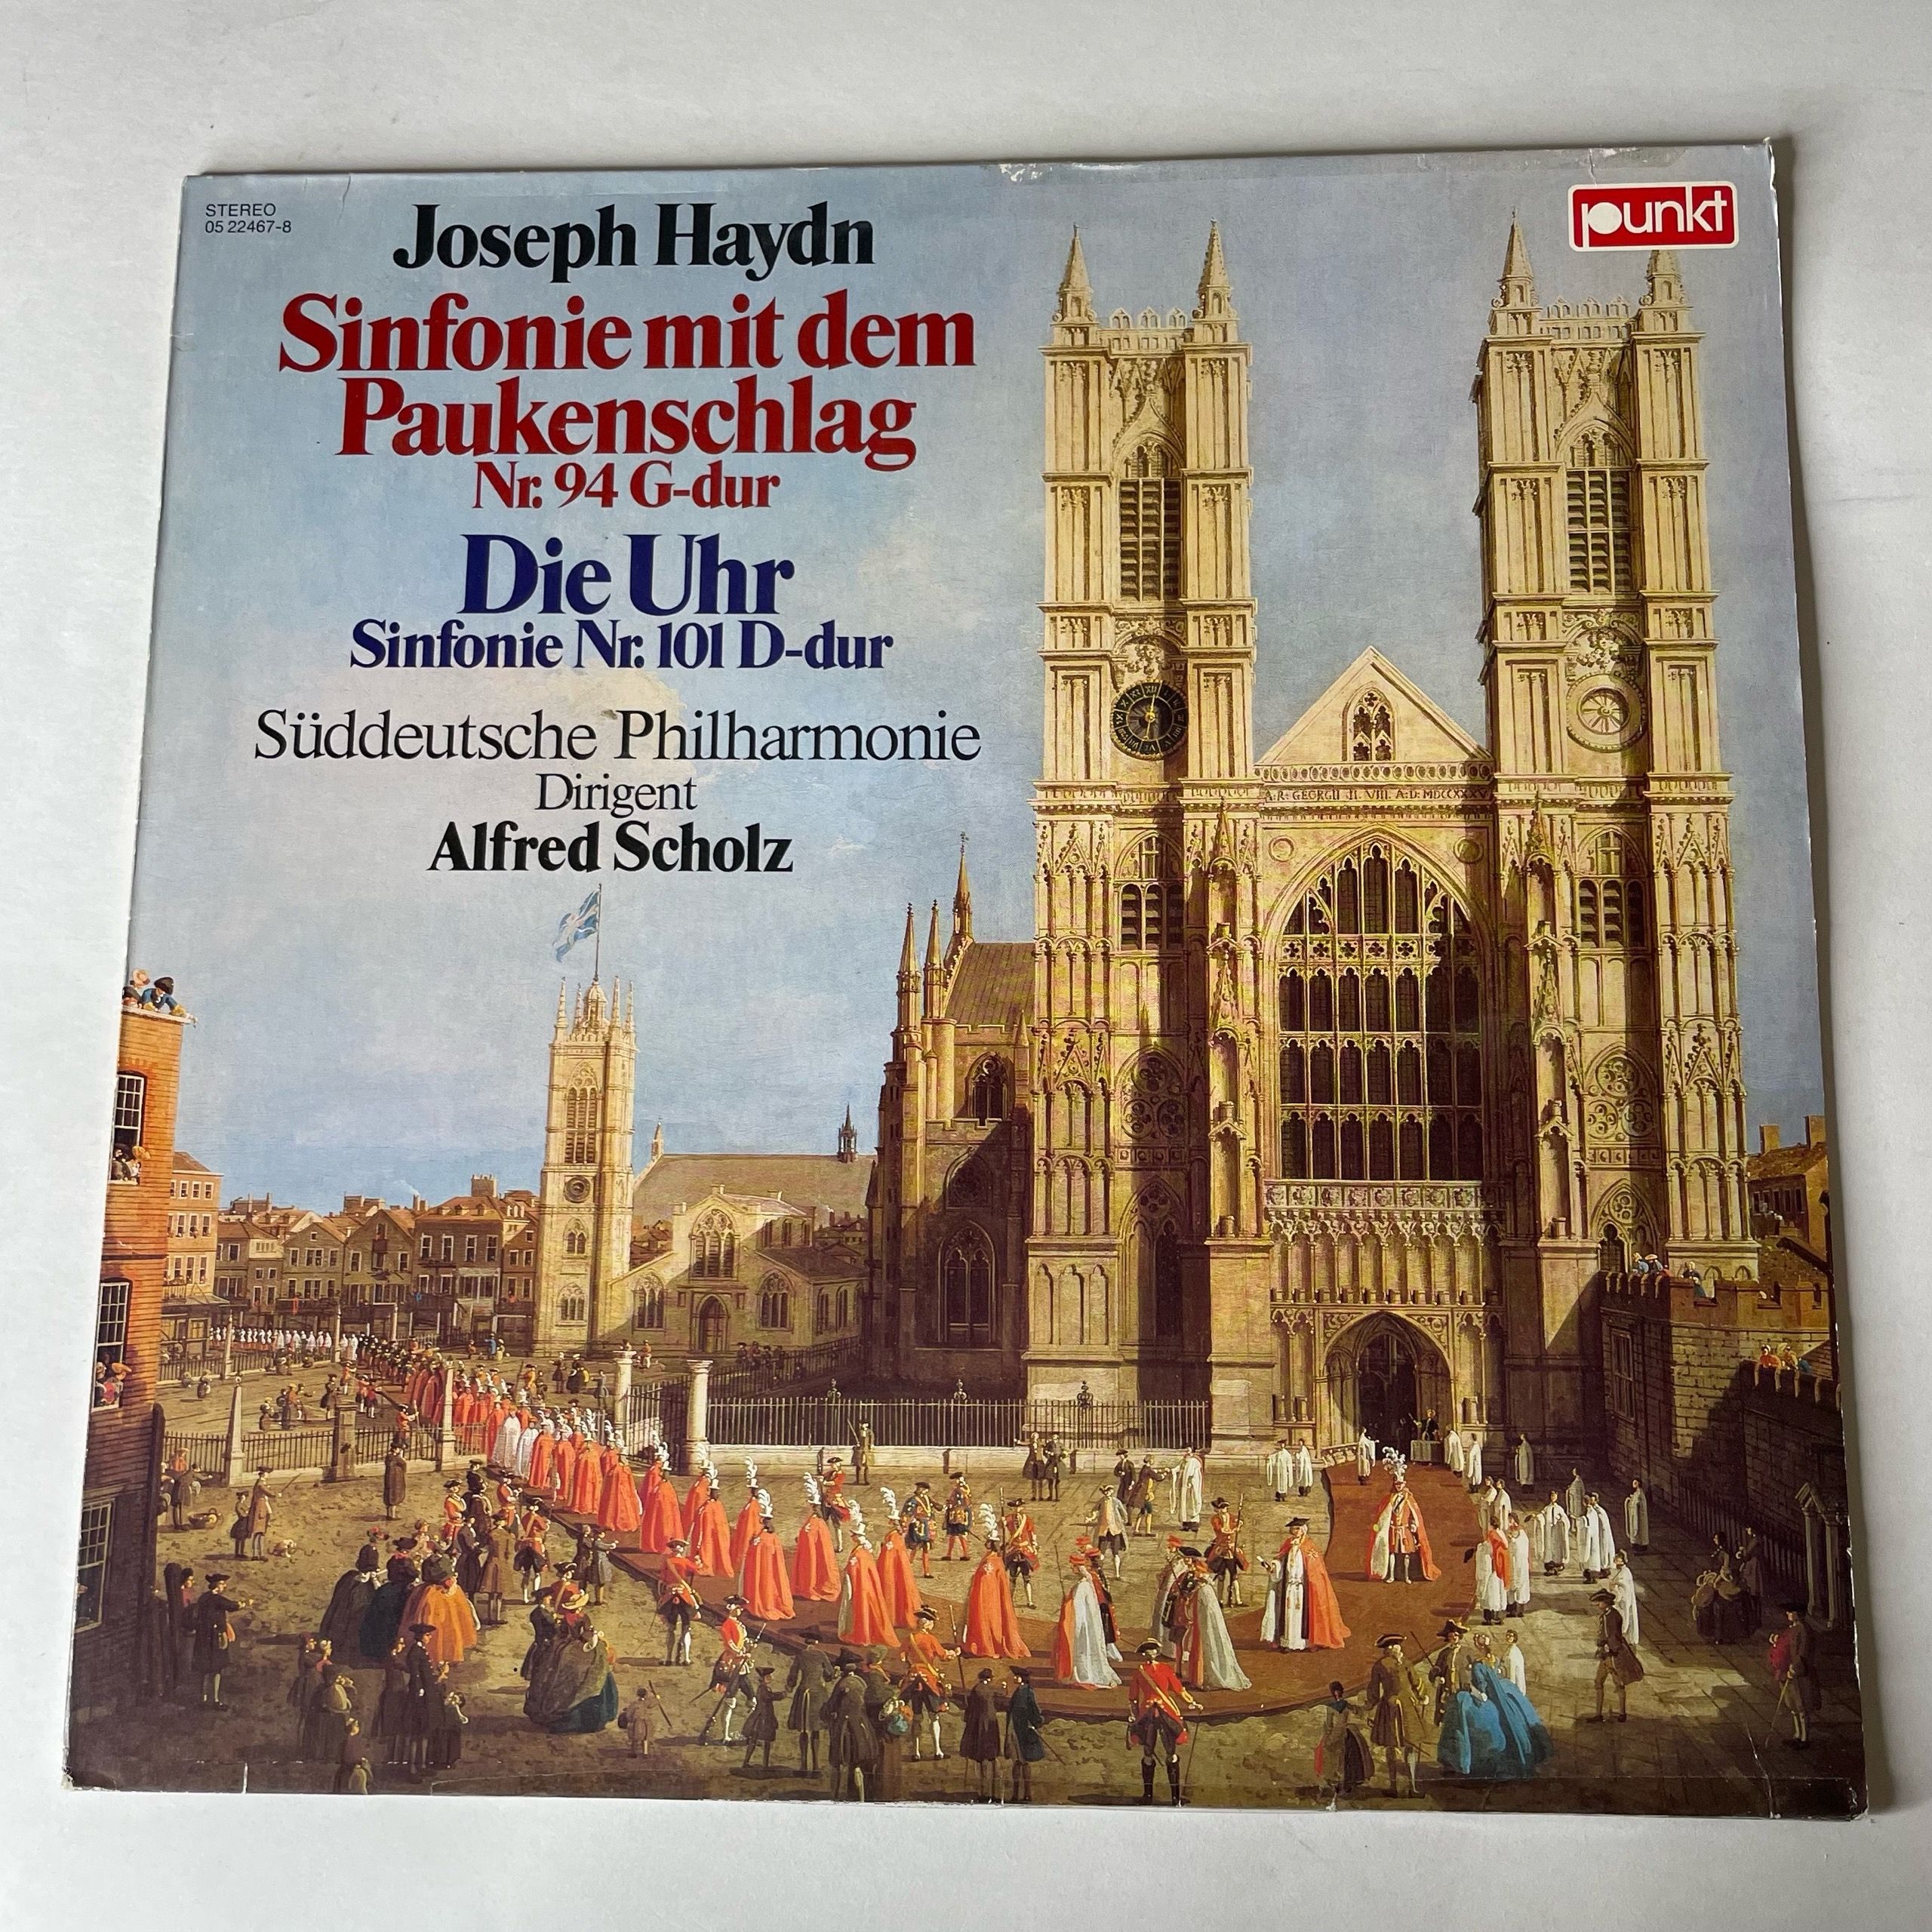 STEREO
05 22467-8
punkt
Joseph Haydn
Sinfonie mit dem
Paukenschlag
Nr. 94 G-dur
Die Uhr
Sinfonie Nr. 101 D-dur
Süddeutsche Philharmonie
Dirigent
Alfred Scholz